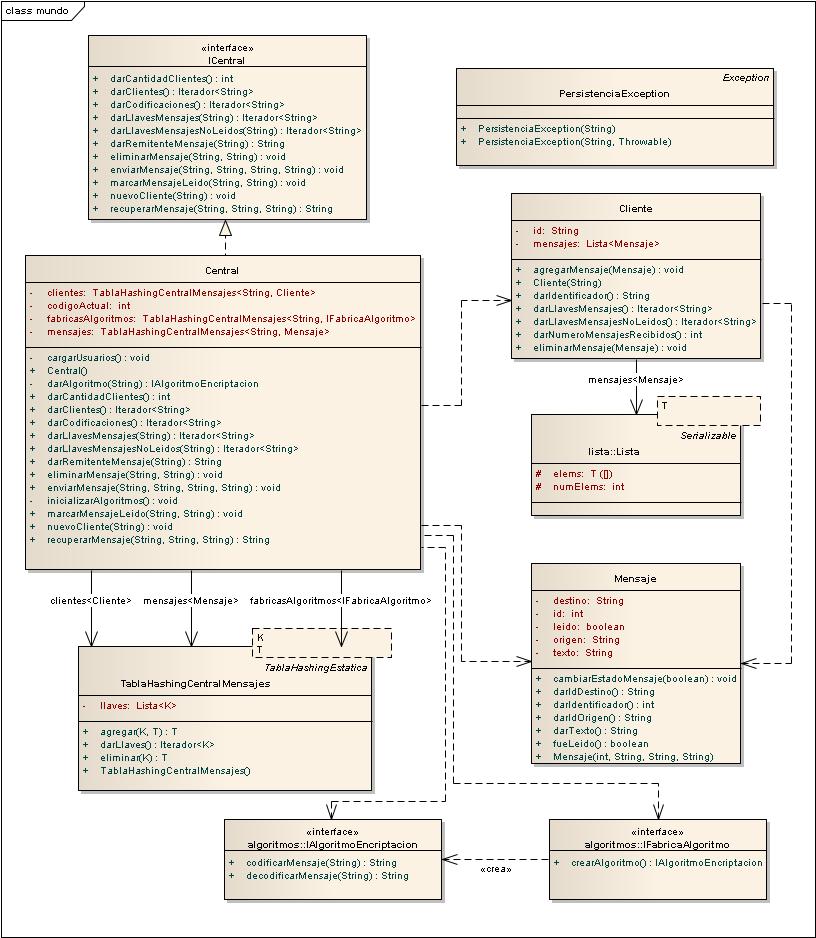 class mundo
«interface»
ICentral
+ darCantidadClientes() : int
+ darClientes() : Iterador<String>
+ darCodificaciones() : Iterador<String>
+ darLlavesMensajes(String) : Iterador<String>
+ darLlavesMensajesNoLeidos(String) : Iterador<String>
+ darRemitenteMensaje(String) : String
+ eliminarMensaje(String, String) : void
+ enviarMensaje(String, String, String, String) : void
+ marcarMensajeLeido(String, String) : void
+ nuevoCliente(String) : void
+ recuperarMensaje(String, String, String) : String
Exception
PersistenciaException
+ PersistenciaException(String)
+ PersistenciaException(String, Throwable)
Cliente
- id: String
- mensajes: Lista<Mensaje>
+ agregarMensaje(Mensaje) : void
+ Cliente(String)
+ darIdentificador() : String
+ darLlavesMensajes() : Iterador<String>
+ darLlavesMensajesNoLeidos() : Iterador<String>
+ darNumeroMensajesRecibidos() : int
+ eliminarMensaje(Mensaje) : void
Central
- clientes: TablaHashingCentralMensajes<String, Cliente>
- codigoActual: int
- fabricasAlgoritmos: TablaHashingCentralMensajes<String, IFabricaAlgoritmo>
- mensajes: TablaHashingCentralMensajes<String, Mensaje>
- cargarUsuarios() : void
+ Central()
- darAlgoritmo(String) : IAlgoritmoEncriptacion
+ darCantidadClientes() : int
+ darClientes() : Iterador<String>
+ darCodificaciones() : Iterador<String>
+ darLlavesMensajes(String) : Iterador<String>
+ darLlavesMensajesNoLeidos(String) : Iterador<String>
+ darRemitenteMensaje(String) : String
+ eliminarMensaje(String, String) : void
+ enviarMensaje(String, String, String, String) : void
- inicializarAlgoritmos() : void
+ marcarMensajeLeido(String, String) : void
+ nuevoCliente(String) : void
+ recuperarMensaje(String, String, String) : String
mensajes<Mensaje>
T
Serializable
lista::Lista
# elems: T ([])
# numElems: int
clientes<Cliente>
mensajes<Mensaje>
fabricasAlgoritmos<IFabricaAlgoritmo>
K
T
TablaHashingEstatica
TablaHashingCentralMensajes
- llaves: Lista<K>
+ agregar(K, T) : T
+ darLlaves() : Iterador<K>
+ eliminar(K) : T
+ TablaHashingCentralMensajes()
Mensaje
- destino: String
- id: int
- leido: boolean
- origen: String
- texto: String
+ cambiarEstadoMensaje(boolean) : void
+ darIdDestino() : String
+ darIdentificador() : int
+ darIdOrigen() : String
+ darTexto() : String
+ fueLeido() : boolean
+ Mensaje(int, String, String, String)
«interface»
algoritmos::IAlgoritmoEncriptacion
+ codificarMensaje(String) : String
+ decodificarMensaje(String) : String
«crea»
«interface»
algoritmos::IFabricaAlgoritmo
+ crearAlgoritmo() : IAlgoritmoEncriptacion